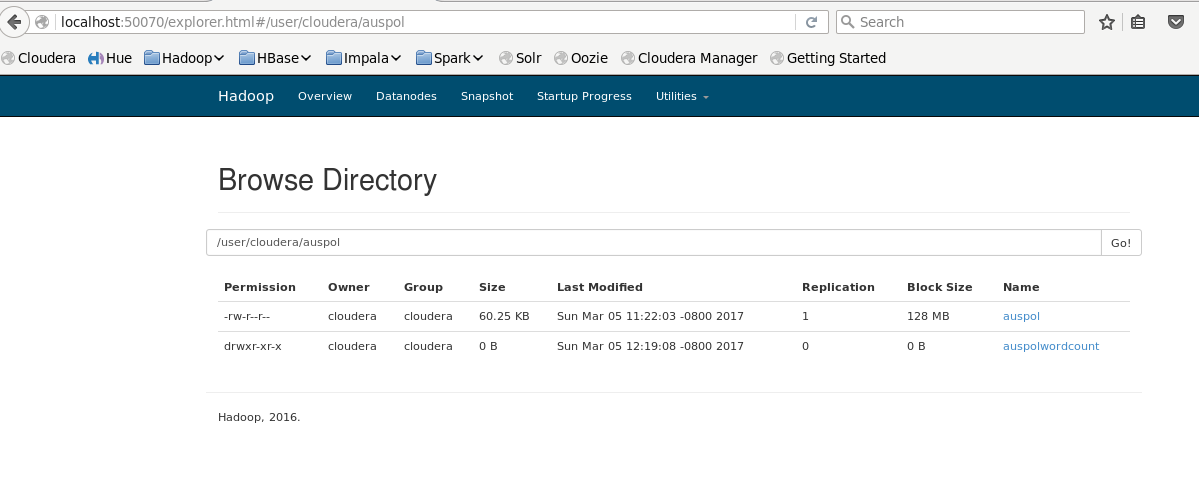 localhost:50070/explorer.html#/user/cloudera/auspol Search
Cloudera Hue Hadoop HBase Impala Spark Solr Oozie Cloudera Manager Getting Started
Hadoop Overview Datanodes Snapshot Startup Progress Utilities
Browse Directory
/user/cloudera/auspol Go!
Permission Owner Group Size Last Modified Replication Block Size Name
-rw-r--r-- cloudera cloudera 60.25 KB Sun Mar 05 11:22:03 -0800 2017 1 128 MB auspol
drwxr-xr-x cloudera cloudera 0 B Sun Mar 05 12:19:08 -0800 2017 0 0 B auspolwordcount
Hadoop, 2016.